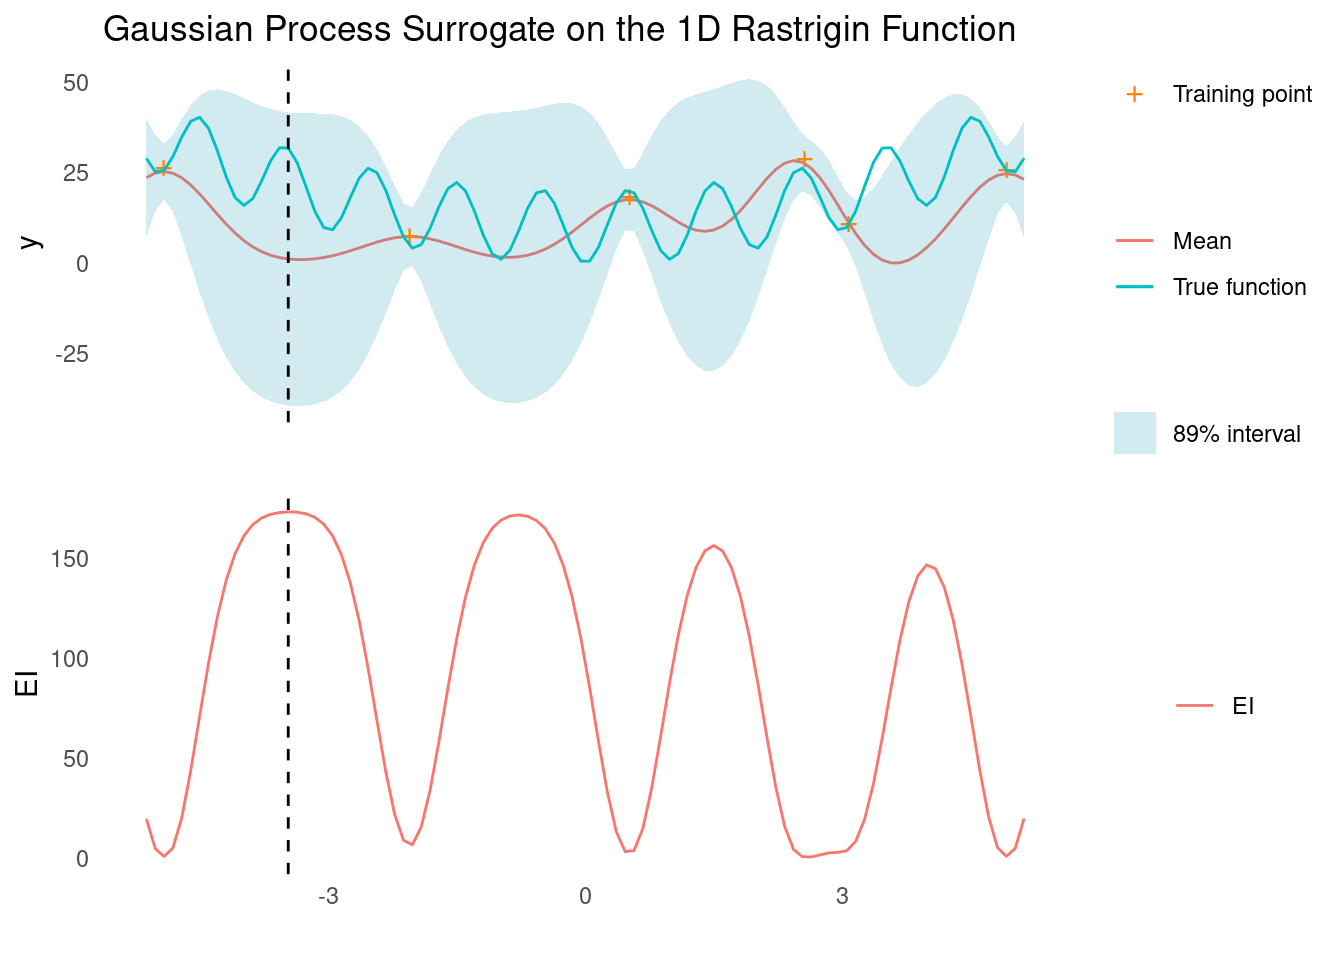 Gaussian Process Surrogate on the 1D Rastrigin Function
50
25
0
-25
y
Training point
Mean
True function
89% interval
150
100
50
0
EI
-3
0
3
EI